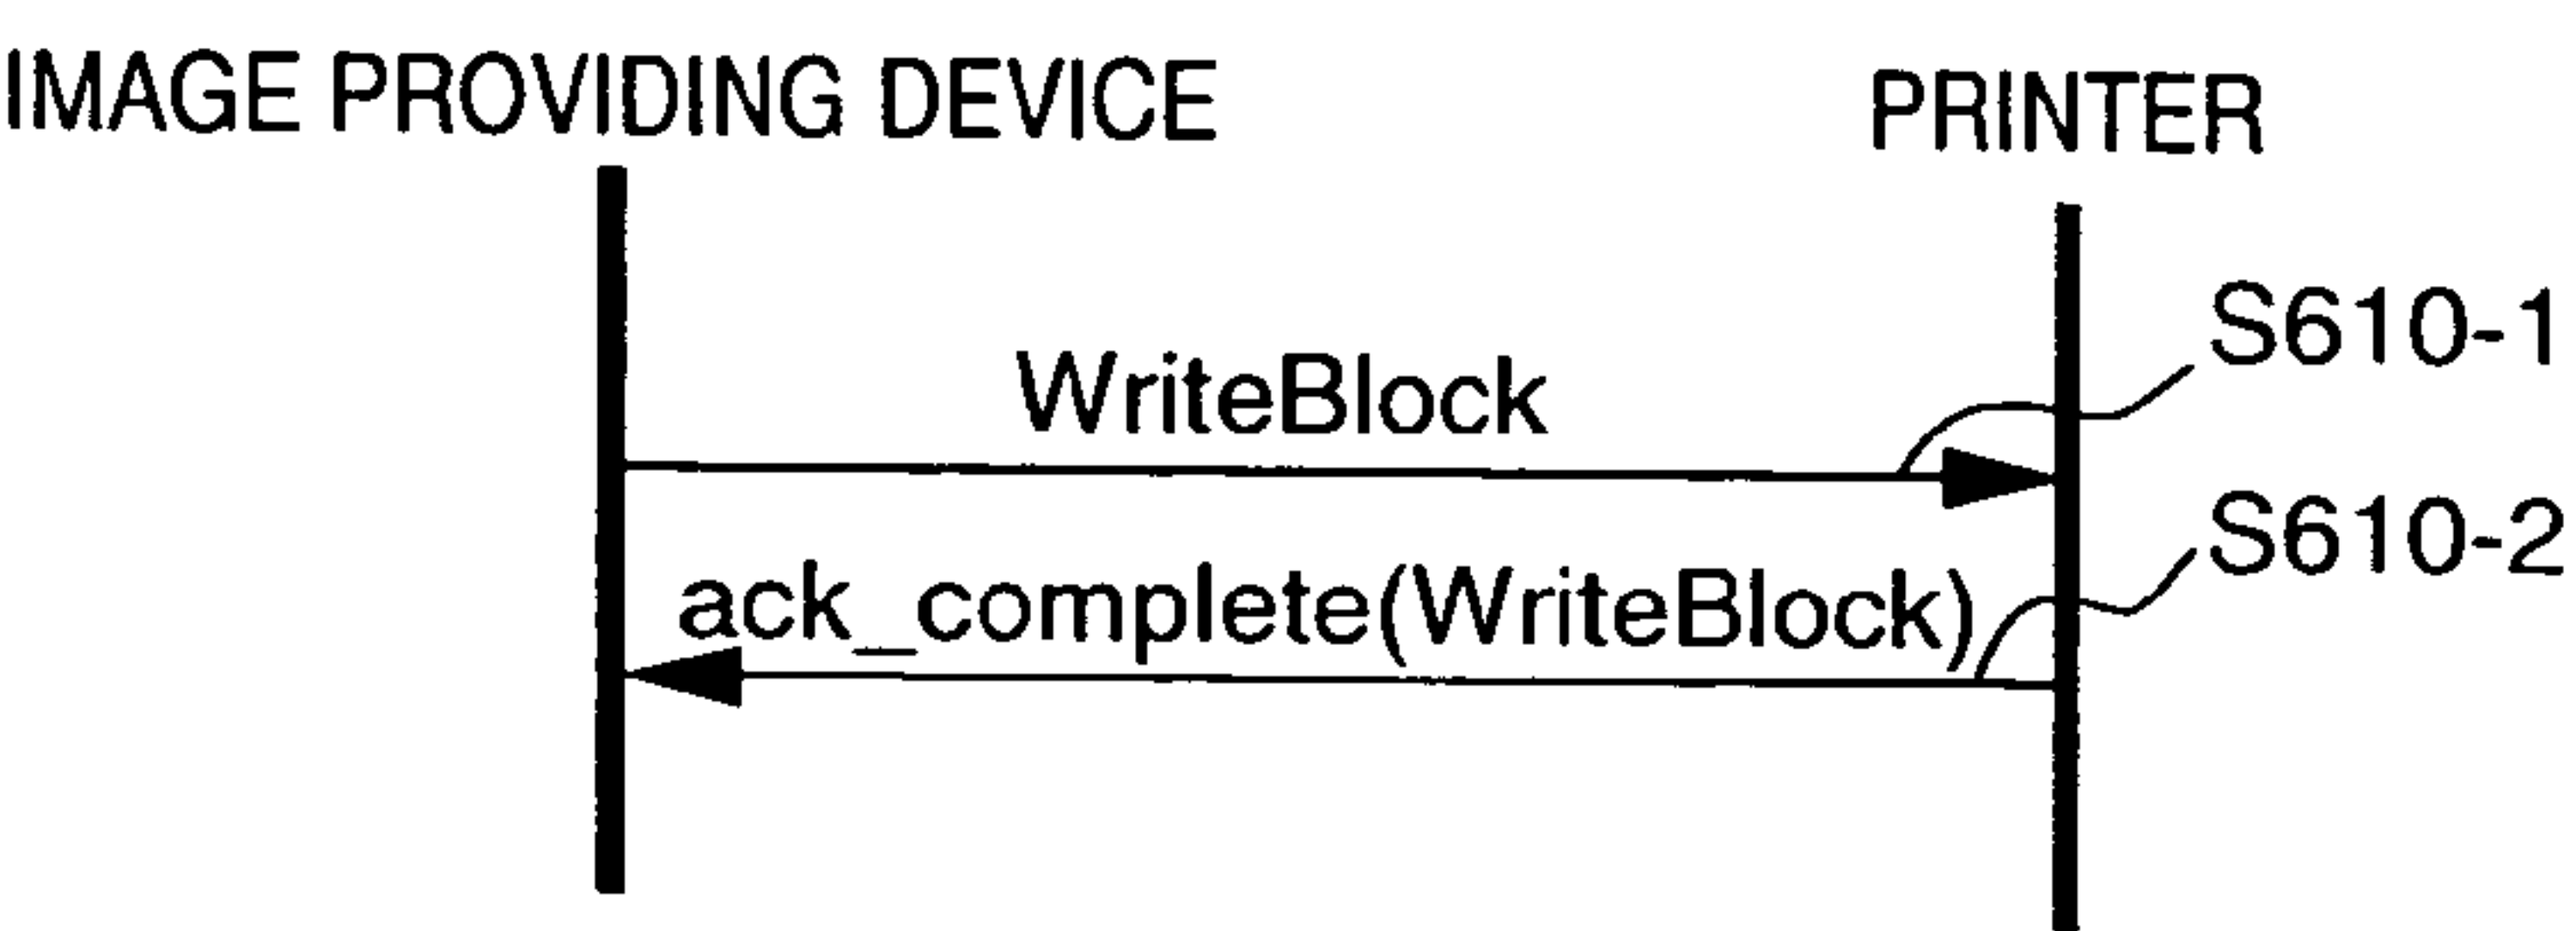 IMAGE PROVIDING DEVICE
PRINTER
S610-1
WriteBlock
S610-2
ack_complete(WriteBlock)